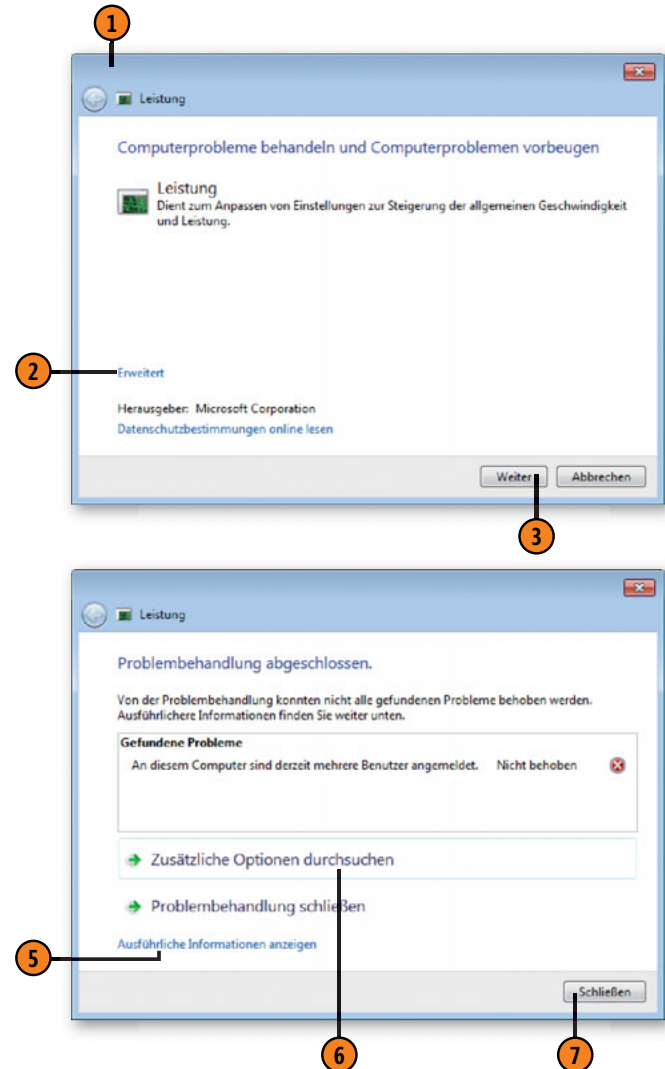 1
Leistung
Computerprobleme behandeln und Computerproblemen vorbeugen
Leistung
Dient zum Anpassen von Einstellungen zur Steigerung der allgemeinen Geschwindigkeit
und Leistung.
2
Erweitert
Herausgeber: Microsoft Corporation
Datenschutzbestimmungen online lesen
Weiter
Abbrechen
3
Leistung
Problembehandlung abgeschlossen.
Von der Problembehandlung konnten nicht alle gefundenen Probleme behoben werden.
Ausführlichere Informationen finden Sie weiter unten.
Gefundene Probleme
An diesem Computer sind derzeit mehrere Benutzer angemeldet. Nicht behoben
Zusätzliche Optionen durchsuchen
Problembehandlung schließen
5
Ausführliche Informationen anzeigen
Schließen
6
7